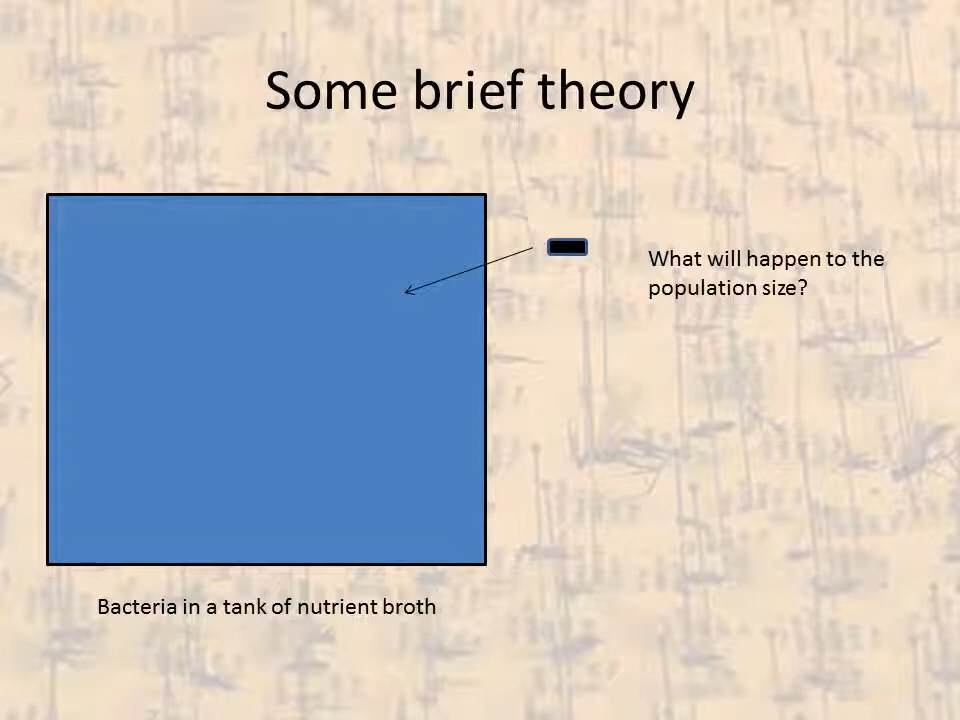 Some brief theory
What will happen to the
population size?
Bacteria in a tank of nutrient broth